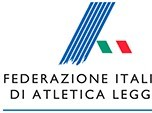 FEDERAZIONE ITALI
DI ATLETICA LEGG